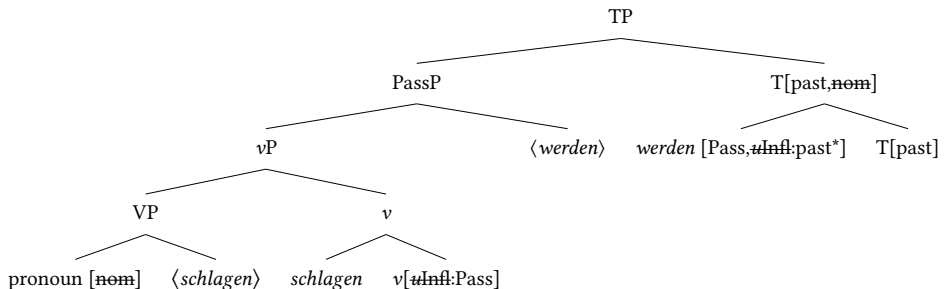 TP
PassP T[past,nom]
vP ⟨werden⟩ werden [Pass,uInfl:past*] T[past]
VP v
pronoun [nom] ⟨schlagen⟩ schlagen v[uInfl:Pass]